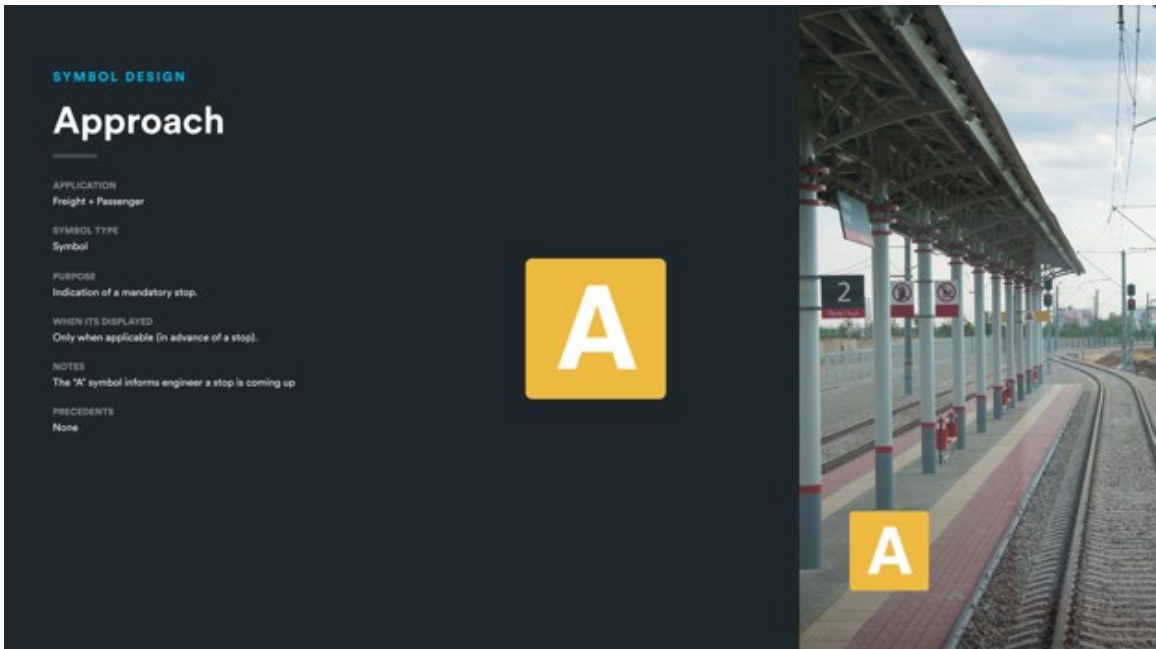 SYMBOL DESIGN
Approach
APPLICATION
Freight + Passenger
SYMBOL TYPE
Symbol
PURPOSE
Indication of a mandatory stop.
WHEN ITS DISPLAYED
Only when applicable (in advance of a stop).
NOTES
The "A" symbol informs engineer a stop is coming up
PRECEDENTS
None
A
2
A